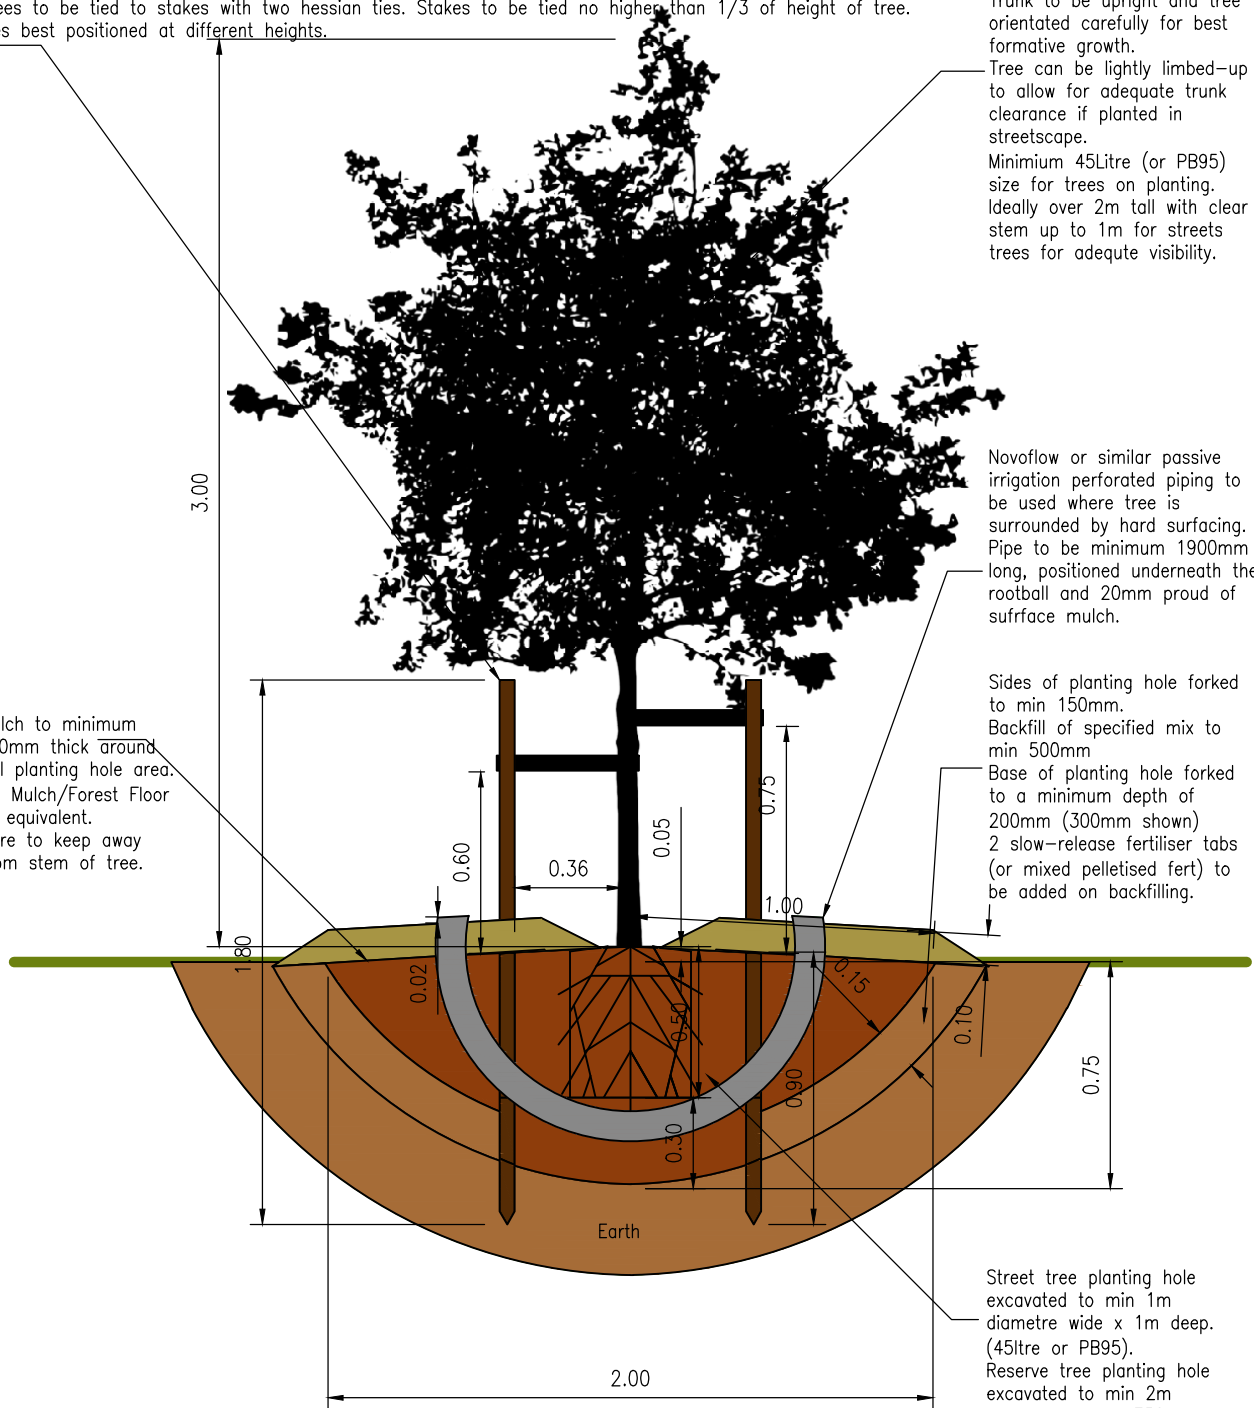 to be tied to stakes with two hessian ties. Stakes to be tied no higher than 1/3 of height of tree.
best positioned at different heights.
Trunk to be upright and tree
orientated carefully for best
formative growth.
Tree can be lightly limbed-up
to allow for adequate trunk
clearance if planted in
streetscape.
Minimium 45Litre (or PB95)
size for trees on planting.
Ideally over 2m tall with clear
stem up to 1m for streets
trees for adequte visibility.
3.00
Novoflow or similar passive
irrigation perforated piping to
be used where tree is
surrounded by hard surfacing.
Pipe to be minimum 1900mm
long, positioned underneath the
rootball and 20mm proud of
sufrface mulch.
Sides of planting hole forked
to min 150mm.
Backfill of specified mix to
min 500mm
Base of planting hole forked
to a minimum depth of
200mm (300mm shown)
2 slow-release fertiliser tabs
(or mixed pelletised fert) to
be added on backfilling.
to minimum
thick around
planting hole area.
Mulch/Forest Floor
equivalent.
to keep away
stem of tree.
0.75
0.05
0.60
0.36
1.00
1.80
0.02
0.15
0.50
0.10
0.75
0.90
0.30
Earth
Street tree planting hole
excavated to min 1m
diametre wide x 1m deep.
(45ltre or PB95).
Reserve tree planting hole
excavated to min 2m
2.00